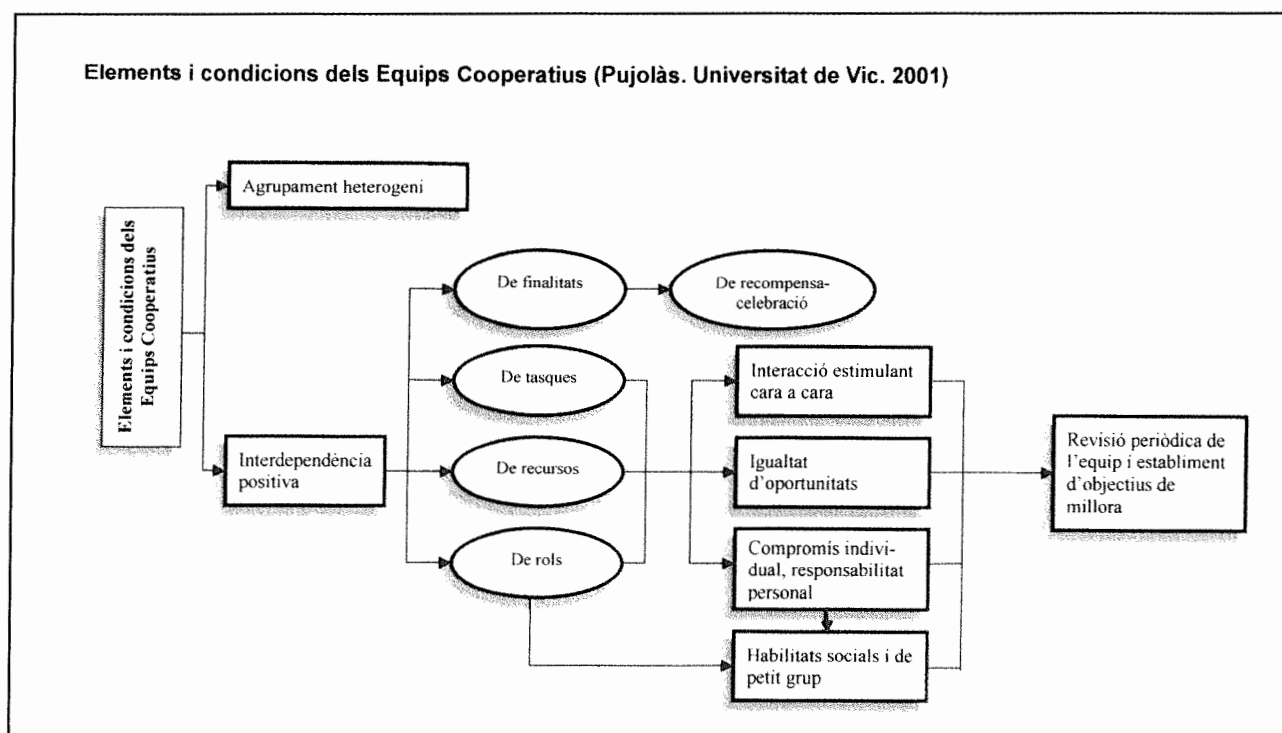 Elements i condicions dels Equips Cooperatius (Pujolàs. Universitat de Vic. 2001)
Agrupament heterogeni
Elements i condicions dels
Equips Cooperatius
De finalitats
De recompensa-
celebració
De tasques
Interacció estimulant
cara a cara
Interdependència
positiva
De recursos
Igualtat
d'oportunitats
Revisió periòdica de
l'equip i establiment
d'objectius de
millora
De rols
Compromís indivi-
dual, responsabilitat
personal
Habilitats socials i de
petit grup